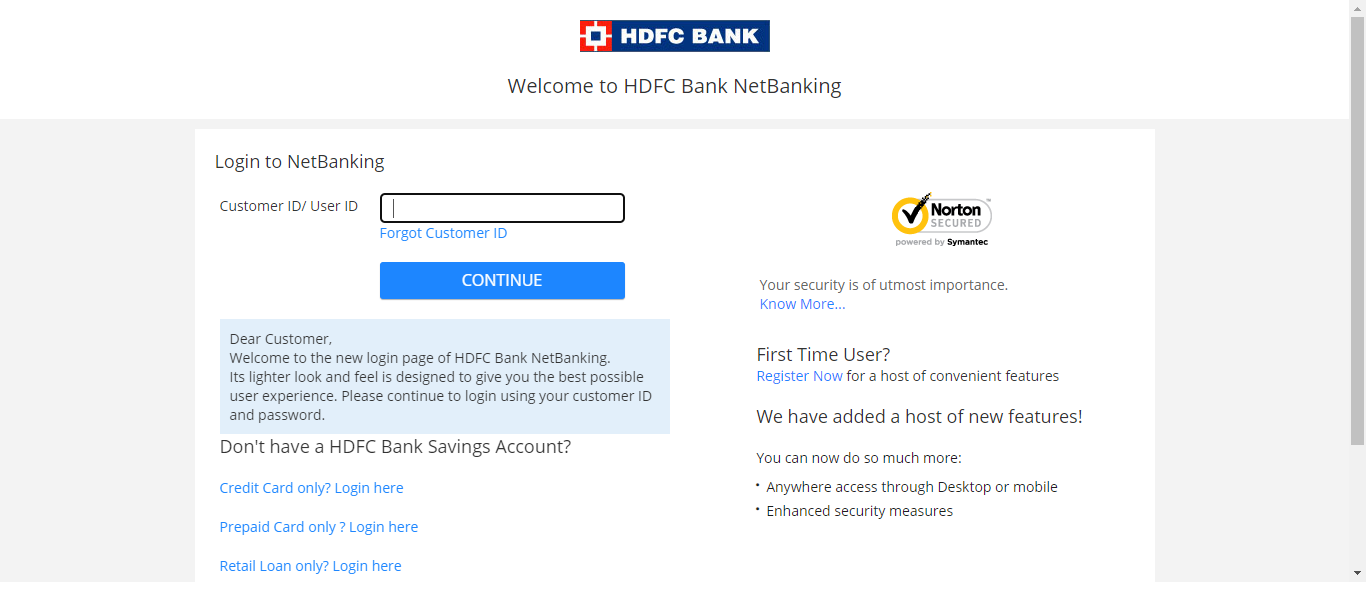 HDFC BANK
Welcome to HDFC Bank NetBanking
Login to NetBanking
Customer ID/ User ID
Forgot Customer ID
CONTINUE
Dear Customer,
Welcome to the new login page of HDFC Bank NetBanking.
Its lighter look and feel is designed to give you the best possible
user experience. Please continue to login using your customer ID
and password.
Don't have a HDFC Bank Savings Account?
Credit Card only? Login here
Prepaid Card only ? Login here
Retail Loan only? Login here
Norton
SECURED
powered by Symantec
Your security is of utmost importance.
Know More...
First Time User?
Register Now for a host of convenient features
We have added a host of new features!
You can now do so much more:
• Anywhere access through Desktop or mobile
• Enhanced security measures